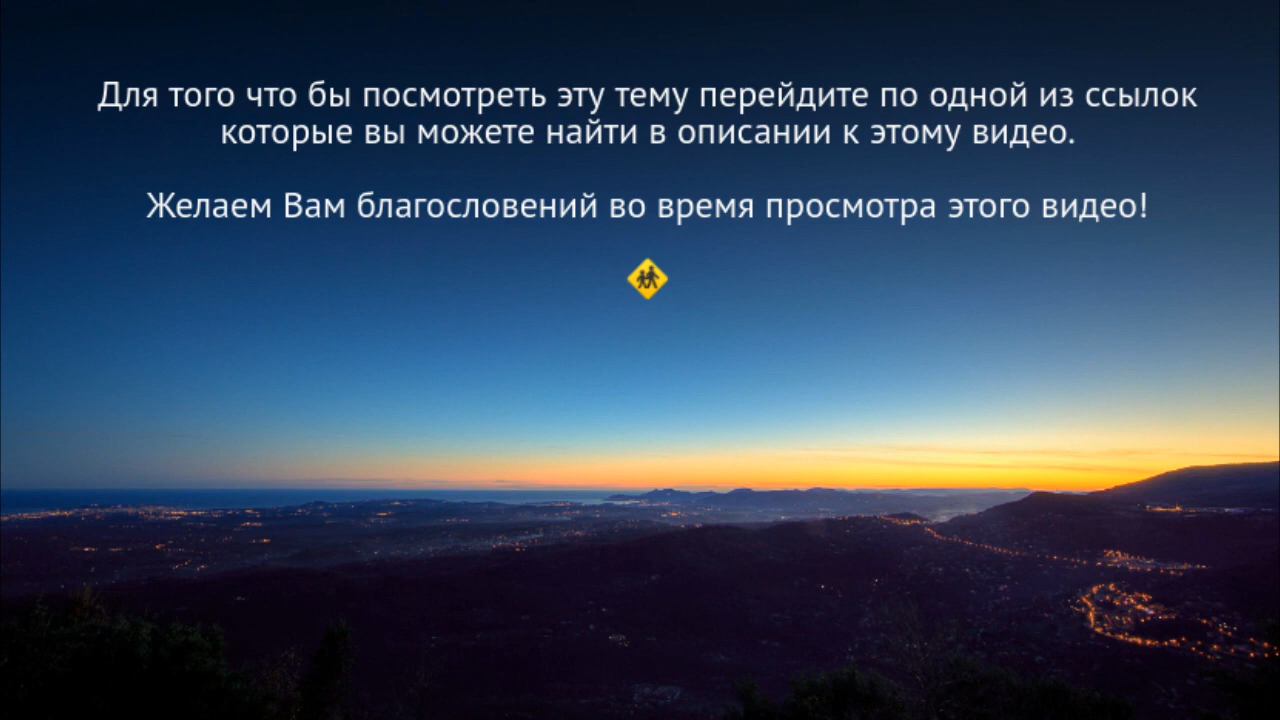 Для того что бы посмотреть эту тему перейдите по одной из ссылок
которые вы можете найти в описании к этому видео.
Желаем Вам благословений во время просмотра этого видео!